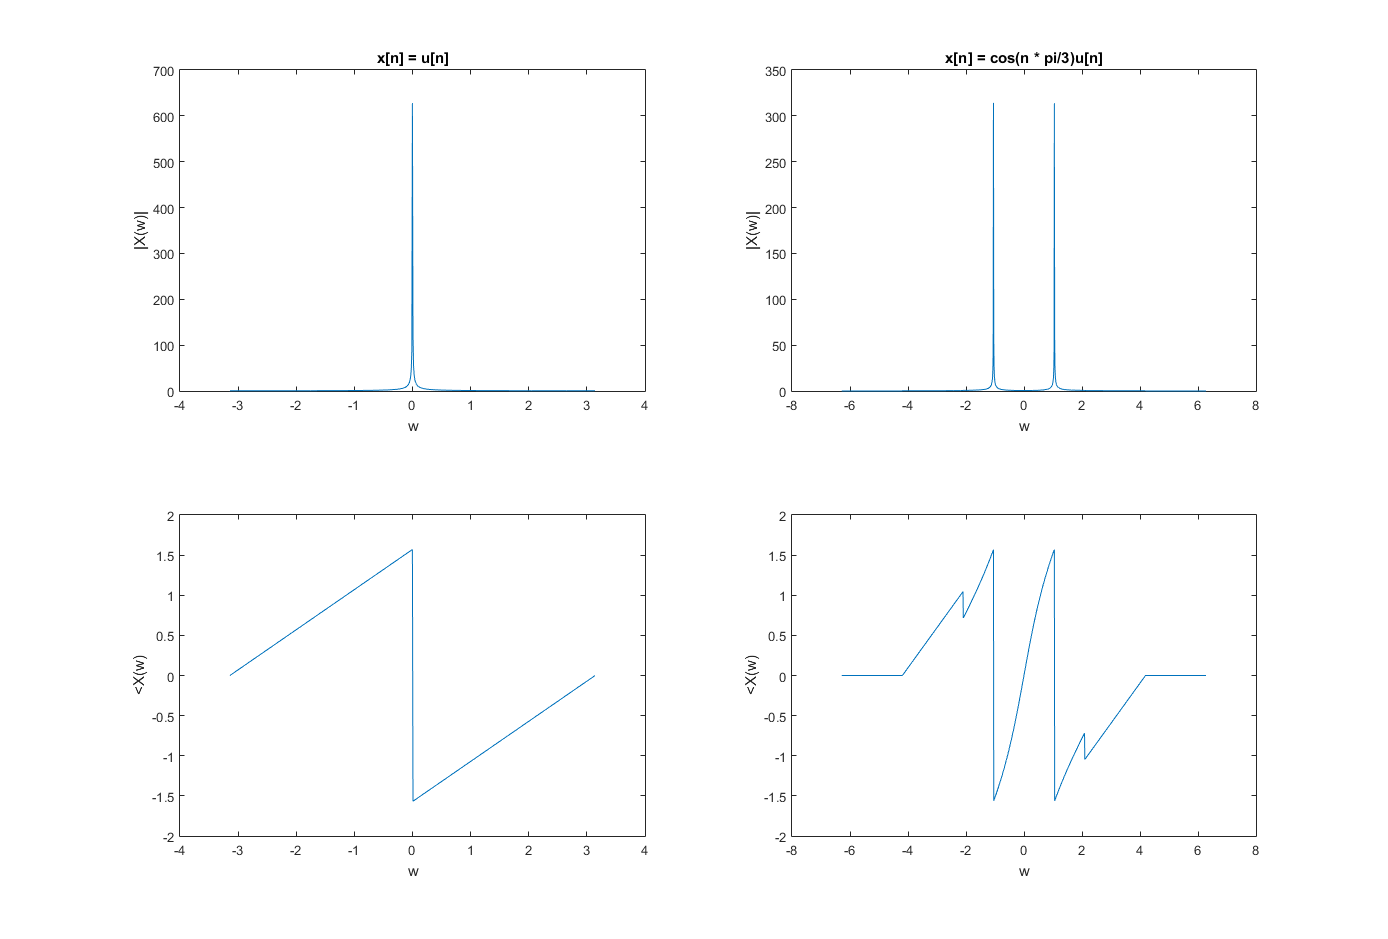 x[n] = u[n]
700
600
500
400
300
200
100
0
|X(w)|
-4 -3 -2 -1 0 1 2 3 4
w
x[n] = cos(n * pi/3)u[n]
350
300
250
200
150
100
50
0
|X(w)|
-8 -6 -4 -2 0 2 4 6 8
w
2
1.5
1
0.5
0
-0.5
-1
-1.5
-2
<X(w)
-4 -3 -2 -1 0 1 2 3 4
w
2
1.5
1
0.5
0
-0.5
-1
-1.5
-2
<X(w)
-8 -6 -4 -2 0 2 4 6 8
w